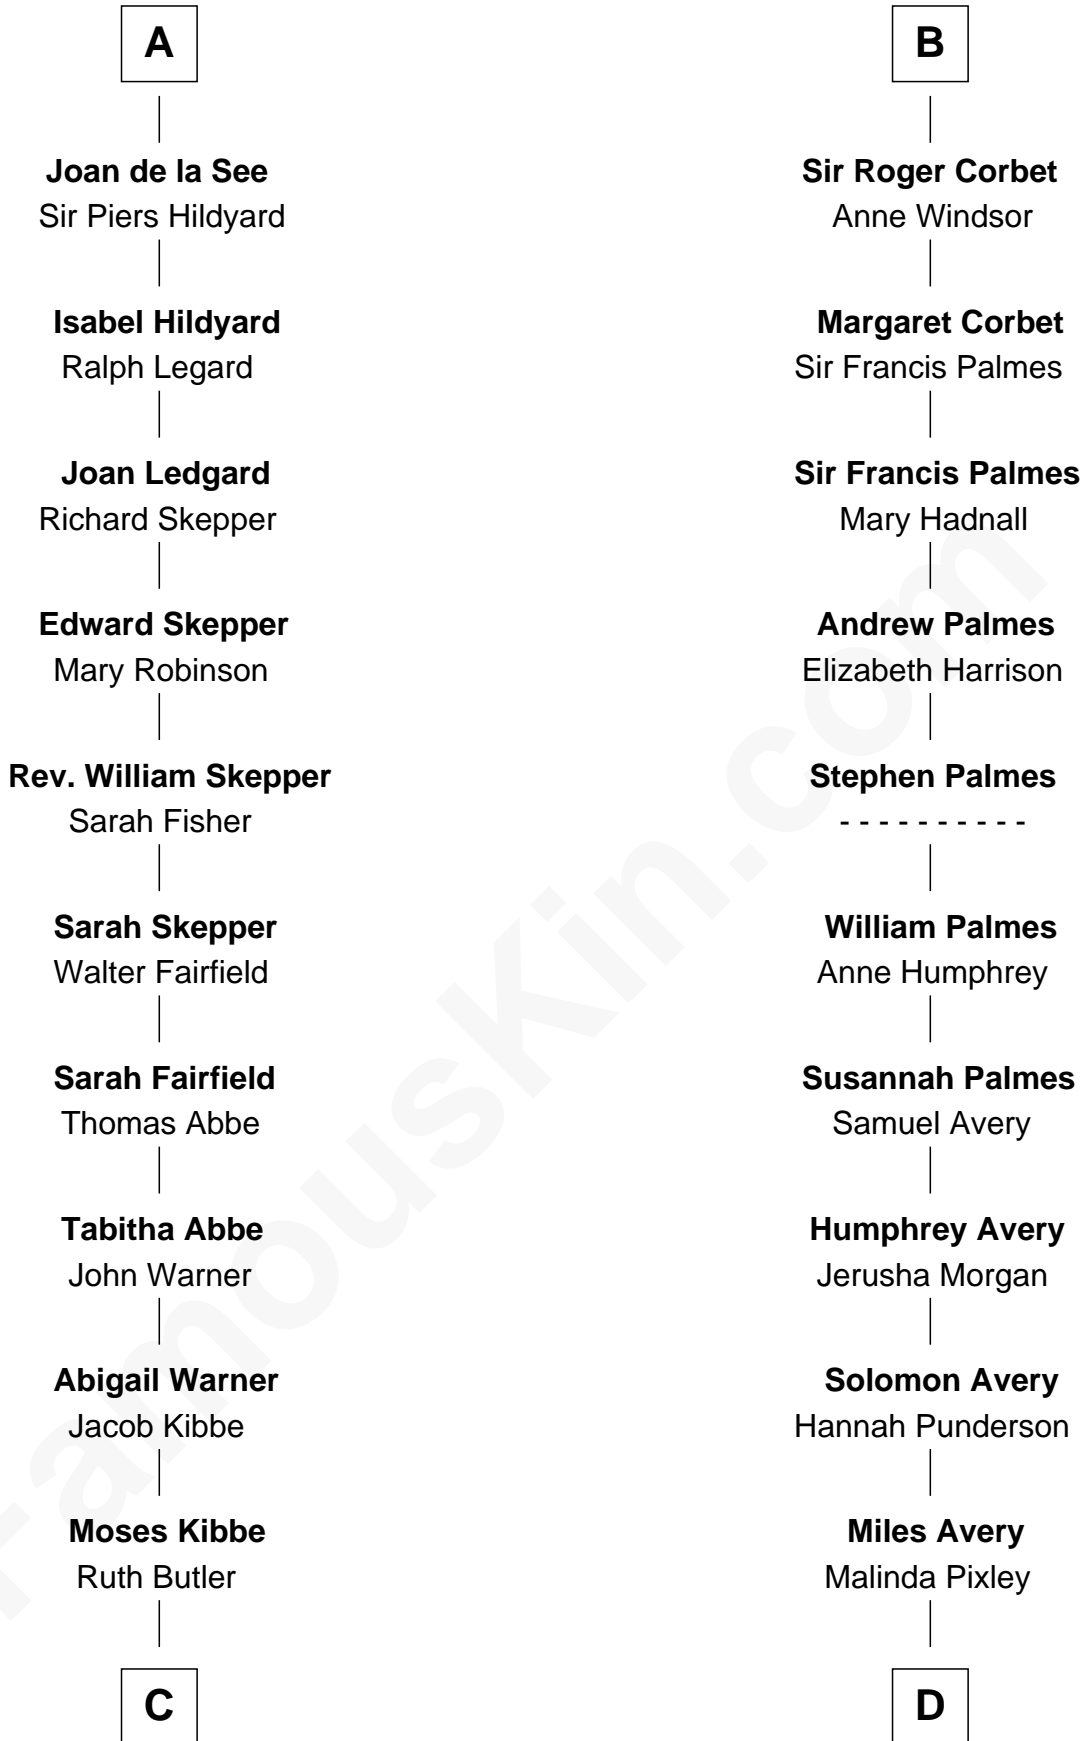 A
Joan de la See
Sir Piers Hildyard
Isabel Hildyard
Ralph Legard
Joan Ledgard
Richard Skepper
Edward Skepper
Mary Robinson
Rev. William Skepper
Sarah Fisher
Sarah Skepper
Walter Fairfield
Sarah Fairfield
Thomas Abbe
Tabitha Abbe
John Warner
Abigail Warner
Jacob Kibbe
Moses Kibbe
Ruth Butler
C
B
Sir Roger Corbet
Anne Windsor
Margaret Corbet
Sir Francis Palmes
Sir Francis Palmes
Mary Hadnall
Andrew Palmes
Elizabeth Harrison
Stephen Palmes
- - - - - - - - - -
William Palmes
Anne Humphrey
Susannah Palmes
Samuel Avery
Humphrey Avery
Jerusha Morgan
Solomon Avery
Hannah Punderson
Miles Avery
Malinda Pixley
D
FamousKin.com